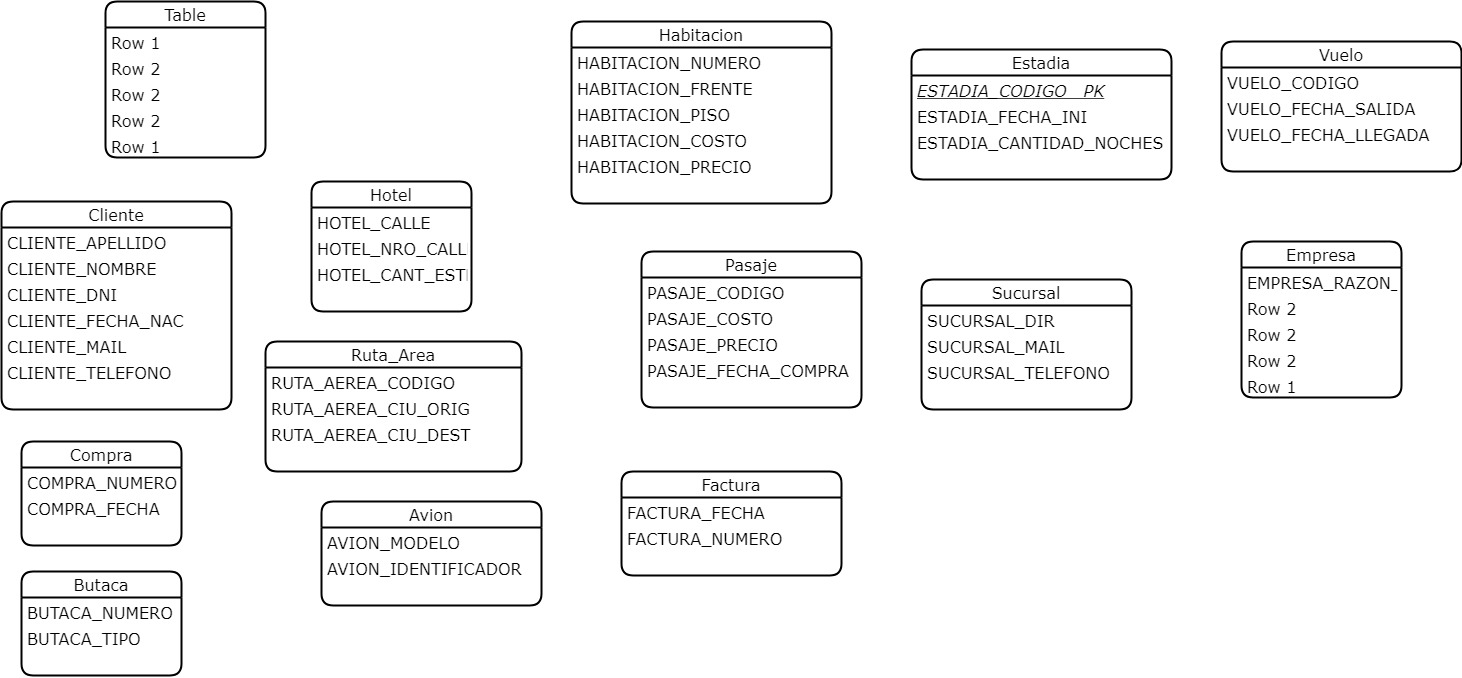 Table
Row 1
Row 2
Row 2
Row 2
Row 1
Habitacion
HABITACION_NUMERO
HABITACION_FRENTE
HABITACION_PISO
HABITACION_COSTO
HABITACION_PRECIO
Estadia
ESTADIA_CODIGO PK
ESTADIA_FECHA_INI
ESTADIA_CANTIDAD_NOCHES
Vuelo
VUELO_CODIGO
VUELO_FECHA_SALIDA
VUELO_FECHA_LLEGADA
Cliente
CLIENTE_APELLIDO
CLIENTE_NOMBRE
CLIENTE_DNI
CLIENTE_FECHA_NAC
CLIENTE_MAIL
CLIENTE_TELEFONO
Hotel
HOTEL_CALLE
HOTEL_NRO_CALL
HOTEL_CANT_EST
Pasaje
PASAJE_CODIGO
PASAJE_COSTO
PASAJE_PRECIO
PASAJE_FECHA_COMPRA
Sucursal
SUCURSAL_DIR
SUCURSAL_MAIL
SUCURSAL_TELEFONO
Empresa
EMPRESA_RAZON_
Row 2
Row 2
Row 2
Row 1
Ruta_Area
RUTA_AEREA_CODIGO
RUTA_AEREA_CIU_ORIG
RUTA_AEREA_CIU_DEST
Compra
COMPRA_NUMERO
COMPRA_FECHA
Avion
AVION_MODELO
AVION_IDENTIFICADOR
Factura
FACTURA_FECHA
FACTURA_NUMERO
Butaca
BUTACA_NUMERO
BUTACA_TIPO